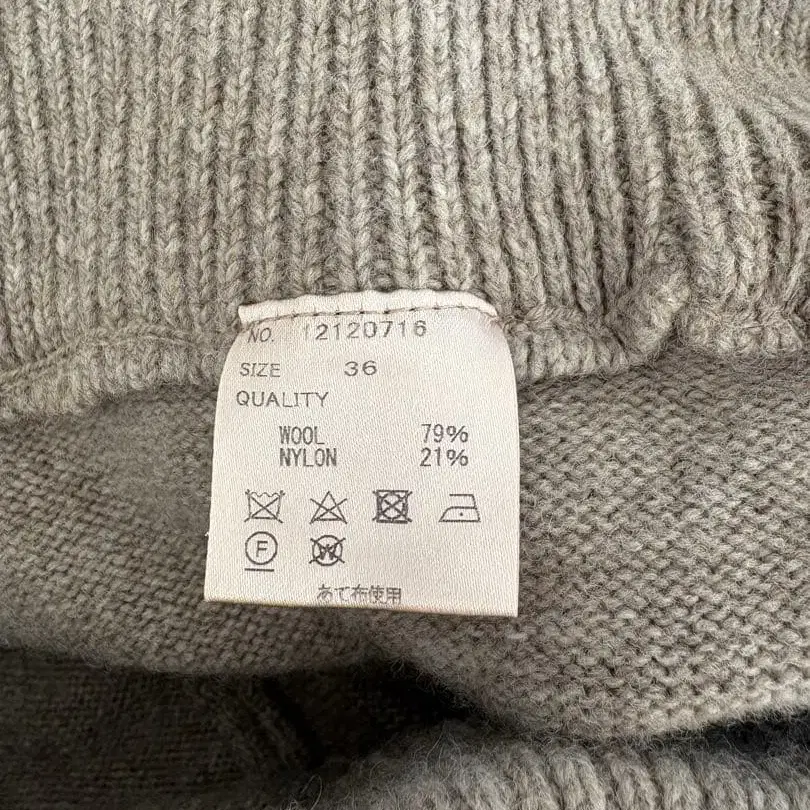 NO. 12120716
SIZE 36
QUALITY
WOOL 79%
NYLON 21%
F
W
あて布使用